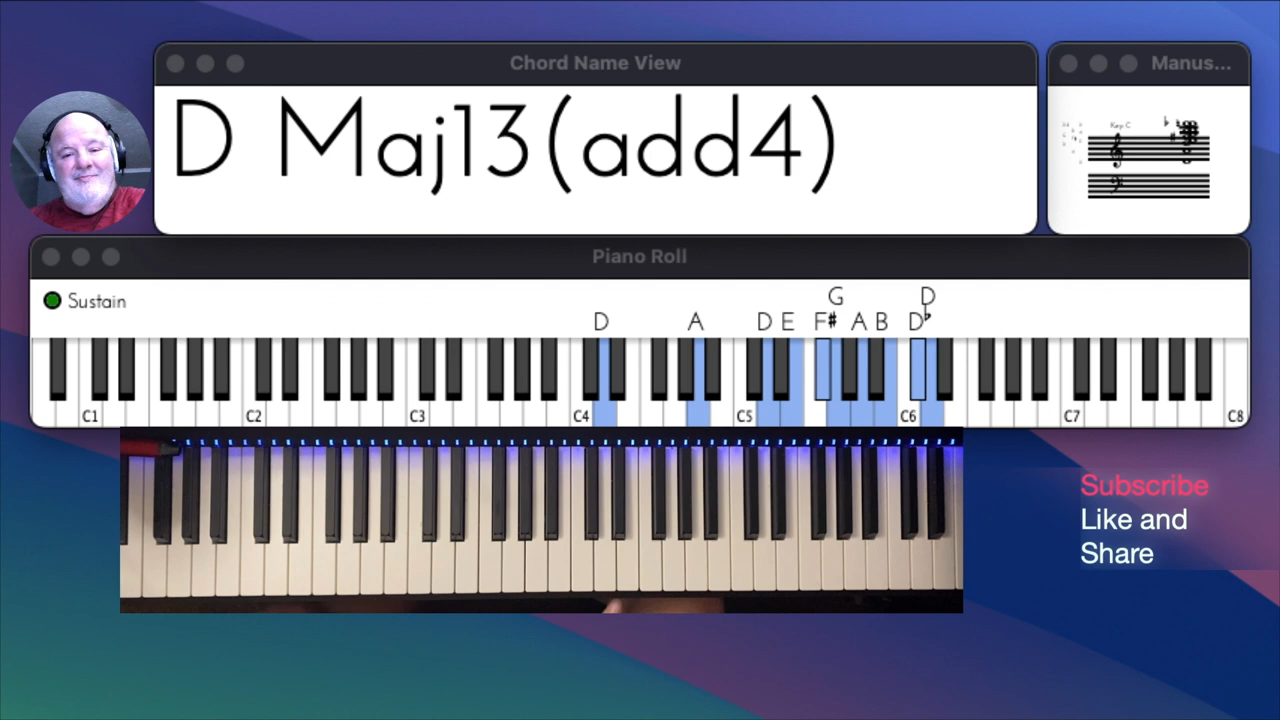 Chord Name View
Manus...
D Maj13(add4)
Key: C
Piano Roll
Sustain
G D
D A D E F# A B D♭
C1 C2 C3 C4 C5 C6 C7 C8
Subscribe
Like and
Share